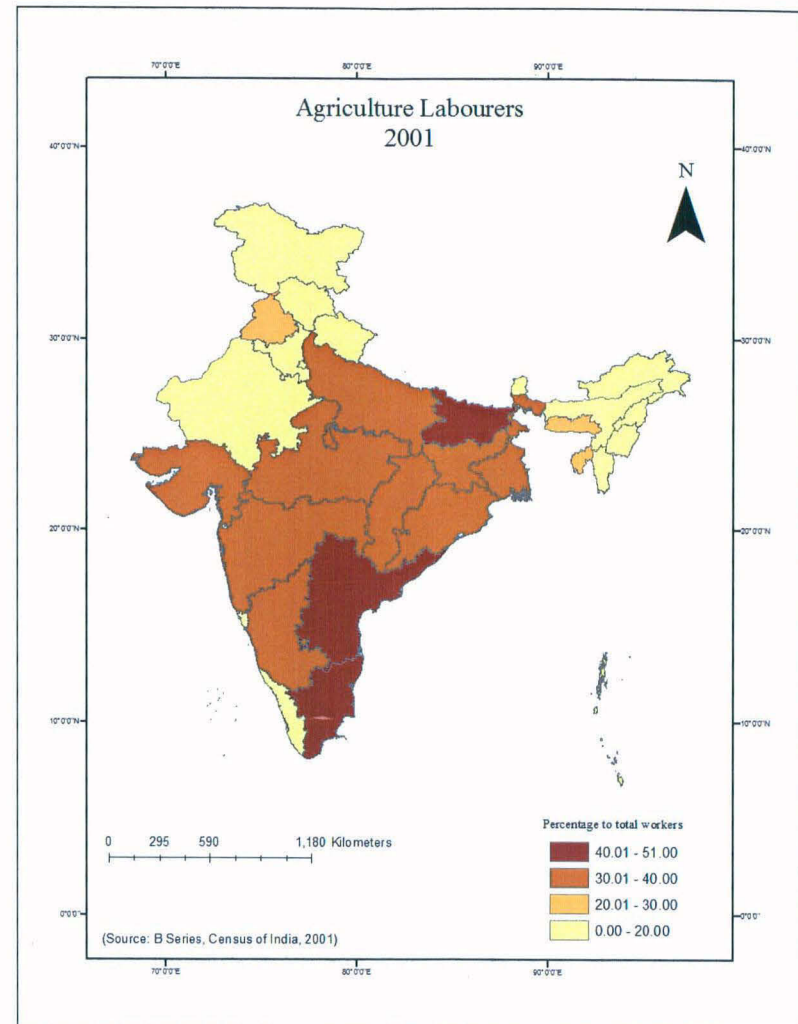 70°0'0"E 80°0'0"E 90°0'0"E
Agriculture Labourers
2001
40°0'0"N 40°0'0"N
N
30°0'0"N 30°0'0"N
20°0'0"N 20°0'0"N
10°0'0"N 10°0'0"N
Percentage to total workers
0 295 590 1,180 Kilometers
40.01 - 51.00
30.01 - 40.00
20.01 - 30.00
0.00 - 20.00
0°0'0" 0°0'0"
(Source: B Series, Census of India, 2001)
70°0'0"E 80°0'0"E 90°0'0"E